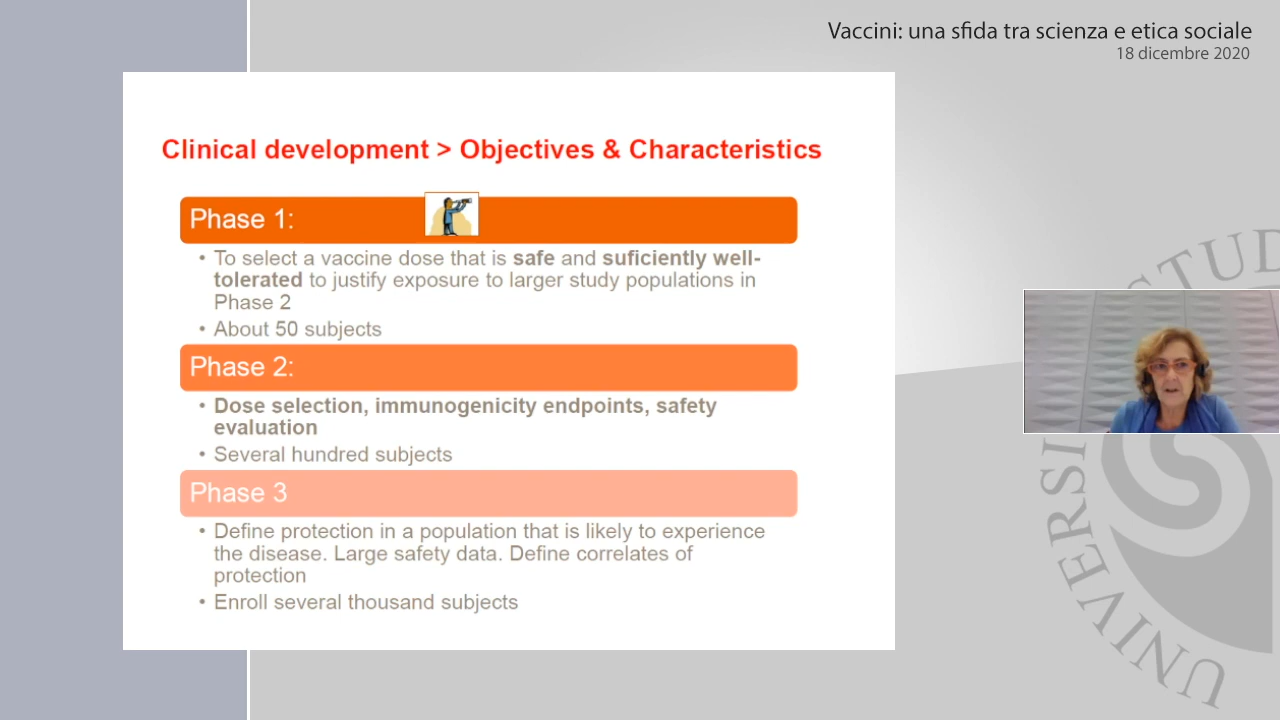 Vaccini: una sfida tra scienza e etica sociale
18 dicembre 2020
Clinical development > Objectives & Characteristics
Phase 1:
• To select a vaccine dose that is safe and suficiently well-
tolerated to justify exposure to larger study populations in
Phase 2
• About 50 subjects
Phase 2:
• Dose selection, immunogenicity endpoints, safety
evaluation
• Several hundred subjects
Phase 3
• Define protection in a population that is likely to experience
the disease. Large safety data. Define correlates of
protection
• Enroll several thousand subjects
STUD
UNIVERSI